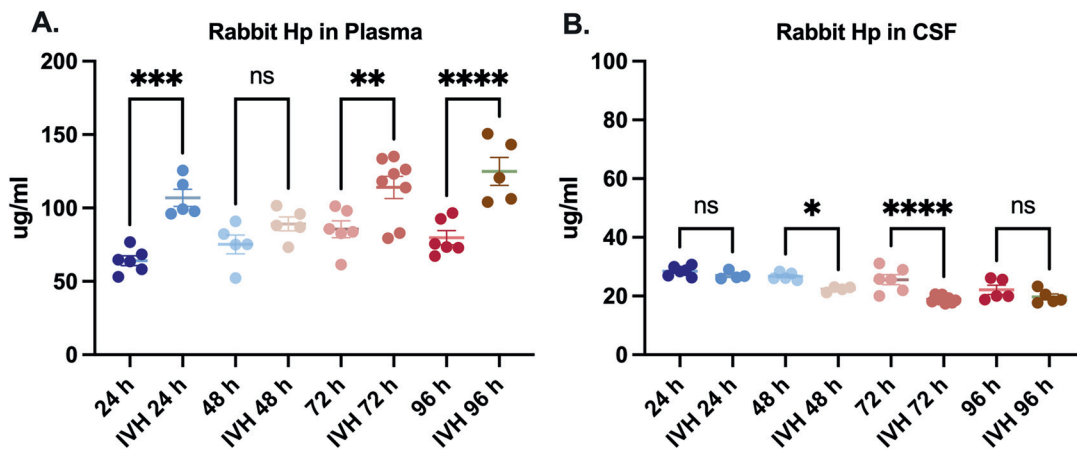 A.
Rabbit Hp in Plasma
ug/ml
200
150
100
50
0
*** ns ** ****
24 h
IVH 24 h
48 h
IVH 48 h
72 h
IVH 72 h
96 h
IVH 96 h
B.
Rabbit Hp in CSF
ug/ml
100
80
60
40
20
0
ns * **** ns
24 h
IVH 24 h
48 h
IVH 48 h
72 h
IVH 72 h
96 h
IVH 96 h